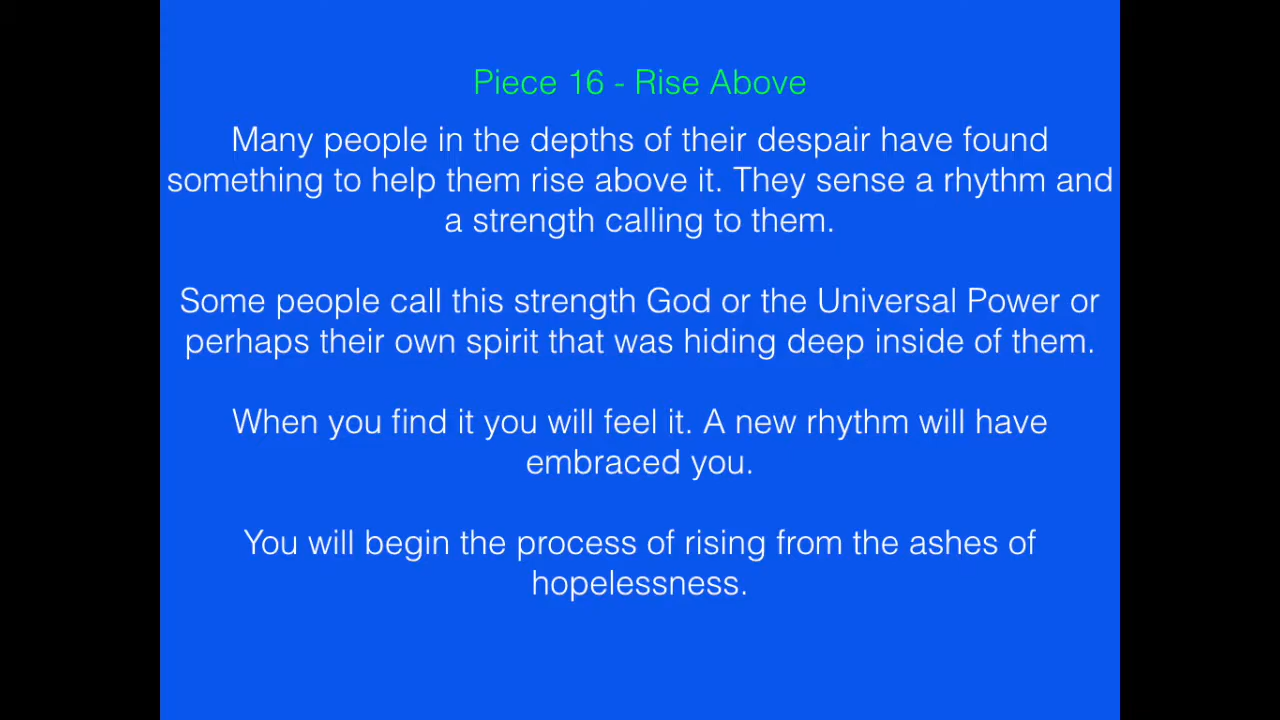 Piece 16 - Rise Above
Many people in the depths of their despair have found
something to help them rise above it. They sense a rhythm and
a strength calling to them.
Some people call this strength God or the Universal Power or
perhaps their own spirit that was hiding deep inside of them.
When you find it you will feel it. A new rhythm will have
embraced you.
You will begin the process of rising from the ashes of
hopelessness.